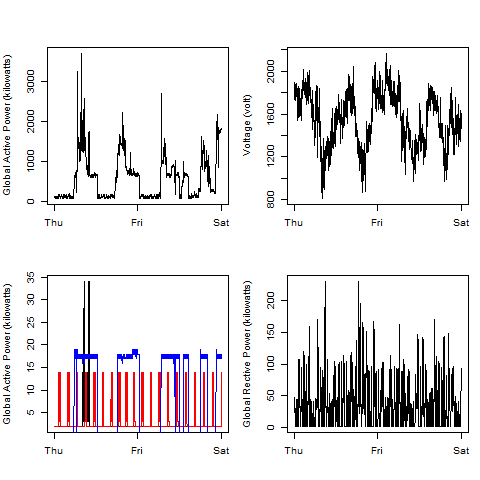 Global Active Power (kilowatts)
3000
2000
1000
0
Thu
Fri
Sat
Voltage (volt)
2000
1600
1200
800
Thu
Fri
Sat
Global Active Power (kilowatts)
35
30
25
20
15
10
5
Thu
Fri
Sat
Global Rective Power (kilowatts)
200
150
100
50
0
Thu
Fri
Sat